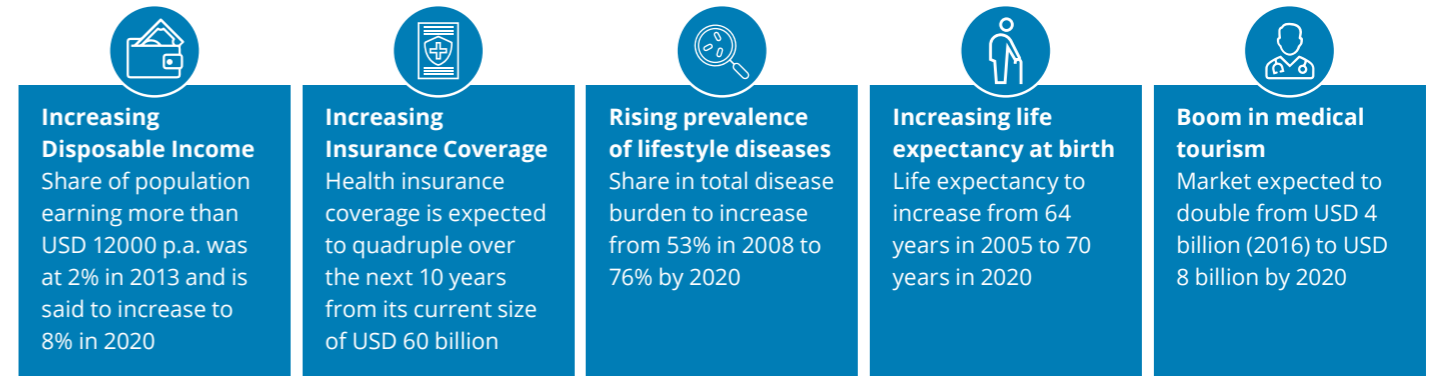 Increasing
Disposable Income
Share of population
earning more than
USD 12000 p.a. was
at 2% in 2013 and is
said to increase to
8% in 2020
Increasing
Insurance Coverage
Health insurance
coverage is expected
to quadruple over
the next 10 years
from its current size
of USD 60 billion
Rising prevalence
of lifestyle diseases
Share in total disease
burden to increase
from 53% in 2008 to
76% by 2020
Increasing life
expectancy at birth
Life expectancy to
increase from 64
years in 2005 to 70
years in 2020
Boom in medical
tourism
Market expected to
double from USD 4
billion (2016) to USD
8 billion by 2020